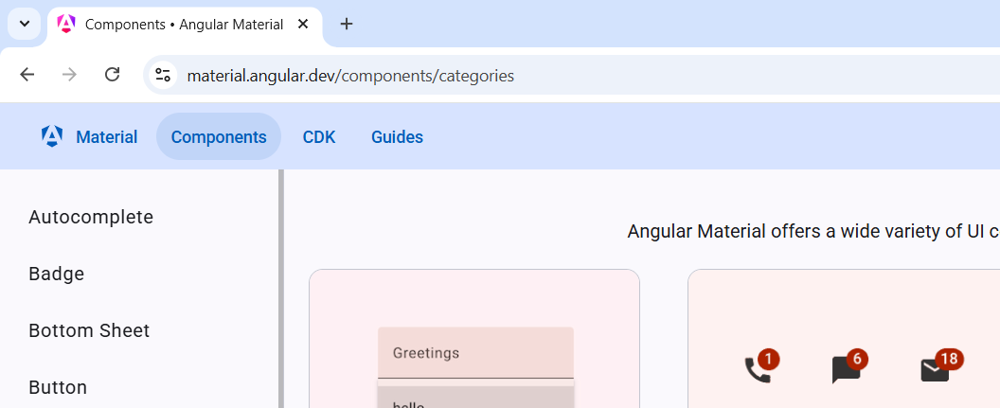 Components • Angular Material
material.angular.dev/components/categories
Material Components CDK Guides
Autocomplete
Badge
Bottom Sheet
Button
Angular Material offers a wide variety of UI c
Greetings
hello
1 6 18